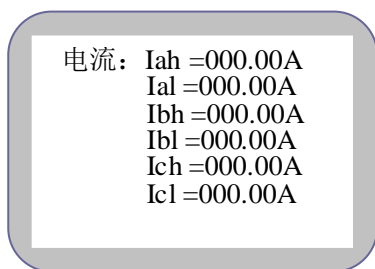 电流：Iah =000.00A
Ial =000.00A
Ibh =000.00A
Ibl =000.00A
Ich =000.00A
Icl =000.00A